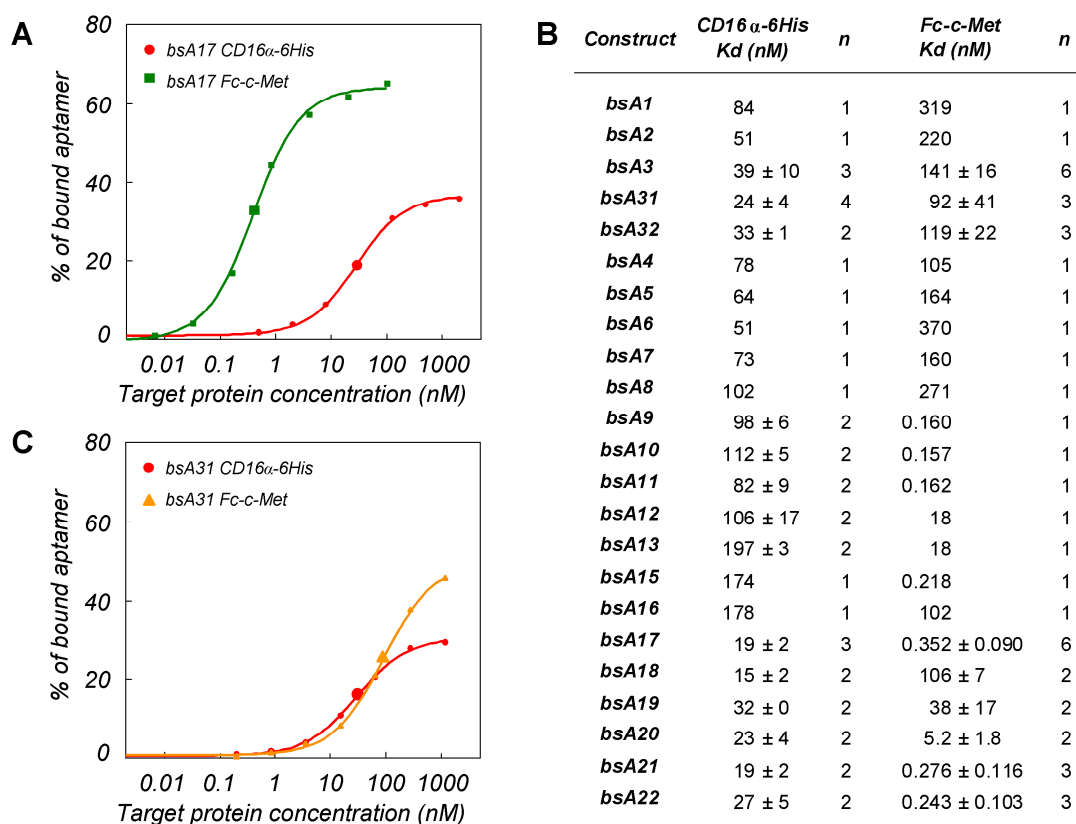 A
80
60
40
20
0
% of bound aptamer
bsA17 CD16α-6His
bsA17 Fc-c-Met
0.01 0.1 1 10 100 1000
Target protein concentration (nM)
C
80
60
40
20
0
% of bound aptamer
bsA31 CD16α-6His
bsA31 Fc-c-Met
0.01 0.1 1 10 100 1000
Target protein concentration (nM)
B
Construct CD16α-6His Kd (nM) n Fc-c-Met Kd (nM) n
bsA1 84 1 319 1
bsA2 51 1 220 1
bsA3 39 ± 10 3 141 ± 16 6
bsA31 24 ± 4 4 92 ± 41 3
bsA32 33 ± 1 2 119 ± 22 3
bsA4 78 1 105 1
bsA5 64 1 164 1
bsA6 51 1 370 1
bsA7 73 1 160 1
bsA8 102 1 271 1
bsA9 98 ± 6 2 0.160 1
bsA10 112 ± 5 2 0.157 1
bsA11 82 ± 9 2 0.162 1
bsA12 106 ± 17 2 18 1
bsA13 197 ± 3 2 18 1
bsA15 174 1 0.218 1
bsA16 178 1 102 1
bsA17 19 ± 2 3 0.352 ± 0.090 6
bsA18 15 ± 2 2 106 ± 7 2
bsA19 32 ± 0 2 38 ± 17 2
bsA20 23 ± 4 2 5.2 ± 1.8 2
bsA21 19 ± 2 2 0.276 ± 0.116 3
bsA22 27 ± 5 2 0.243 ± 0.103 3